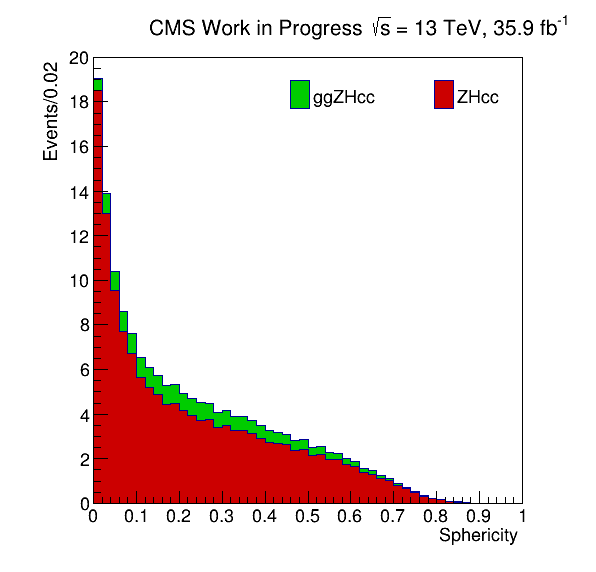 CMS Work in Progress √s = 13 TeV, 35.9 fb⁻¹
Events/0.02
20
18
16
14
12
10
8
6
4
2
0
ggZHcc
ZHcc
0 0.1 0.2 0.3 0.4 0.5 0.6 0.7 0.8 0.9 1
Sphericity